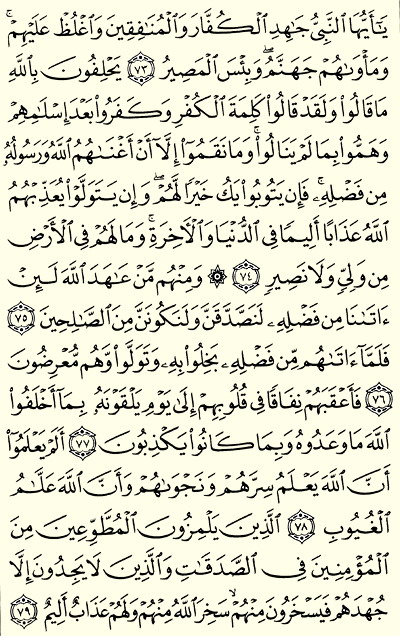 يَٰٓأَيُّهَا ٱلنَّبِيُّ جَٰهِدِ ٱلۡكُفَّارَ وَٱلۡمُنَٰفِقِينَ وَٱغۡلُظۡ عَلَيۡهِمۡۚ
وَمَأۡوَىٰهُمۡ جَهَنَّمُۖ وَبِئۡسَ ٱلۡمَصِيرُ ٧٣ يَحۡلِفُونَ بِٱللَّهِ
مَا قَالُواْ وَلَقَدۡ قَالُواْ كَلِمَةَ ٱلۡكُفۡرِ وَكَفَرُواْ بَعۡدَ إِسۡلَٰمِهِمۡ
وَهَمُّواْ بِمَا لَمۡ يَنَالُواْۚ وَمَا نَقَمُوٓاْ إِلَّآ أَنۡ أَغۡنَىٰهُمُ ٱللَّهُ وَرَسُولُهُۥ
مِن فَضۡلِهِۦۚ فَإِن يَتُوبُواْ يَكُ خَيۡرٗا لَّهُمۡۖ وَإِن يَتَوَلَّوۡاْ يُعَذِّبۡهُمُ
ٱللَّهُ عَذَابًا أَلِيمٗا فِي ٱلدُّنۡيَا وَٱلۡأٓخِرَةِۚ وَمَا لَهُمۡ فِي ٱلۡأَرۡضِ
مِن وَلِيّٖ وَلَا نَصِيرٖ ٧٤ ۞ وَمِنۡهُم مَّنۡ عَٰهَدَ ٱللَّهَ لَئِنۡ
ءَاتَىٰنَا مِن فَضۡلِهِۦ لَنَصَّدَّقَنَّ وَلَنَكُونَنَّ مِنَ ٱلصَّٰلِحِينَ ٧٥
فَلَمَّآ ءَاتَىٰهُم مِّن فَضۡلِهِۦ بَخِلُواْ بِهِۦ وَتَوَلَّواْ وَّهُم مُّعۡرِضُونَ
٧٦ فَأَعۡقَبَهُمۡ نِفَاقٗا فِي قُلُوبِهِمۡ إِلَىٰ يَوۡمِ يَلۡقَوۡنَهُۥ بِمَآ أَخۡلَفُواْ
ٱللَّهَ مَا وَعَدُوهُ وَبِمَا كَانُواْ يَكۡذِبُونَ ٧٧ أَلَمۡ يَعۡلَمُوٓاْ
أَنَّ ٱللَّهَ يَعۡلَمُ سِرَّهُمۡ وَنَجۡوَىٰهُمۡ وَأَنَّ ٱللَّهَ عَلَّٰمُ
ٱلۡغُيُوبِ ٧٨ ٱلَّذِينَ يَلۡمِزُونَ ٱلۡمُطَّوِّعِينَ مِنَ
ٱلۡمُؤۡمِنِينَ فِي ٱلصَّدَقَٰتِ وَٱلَّذِينَ لَا يَجِدُونَ إِلَّا
جُهۡدَهُمۡ فَيَسۡخَرُونَ مِنۡهُمۡ سَخِرَ ٱللَّهُ مِنۡهُمۡ وَلَهُمۡ عَذَابٌ أَلِيمٌ ٧٩